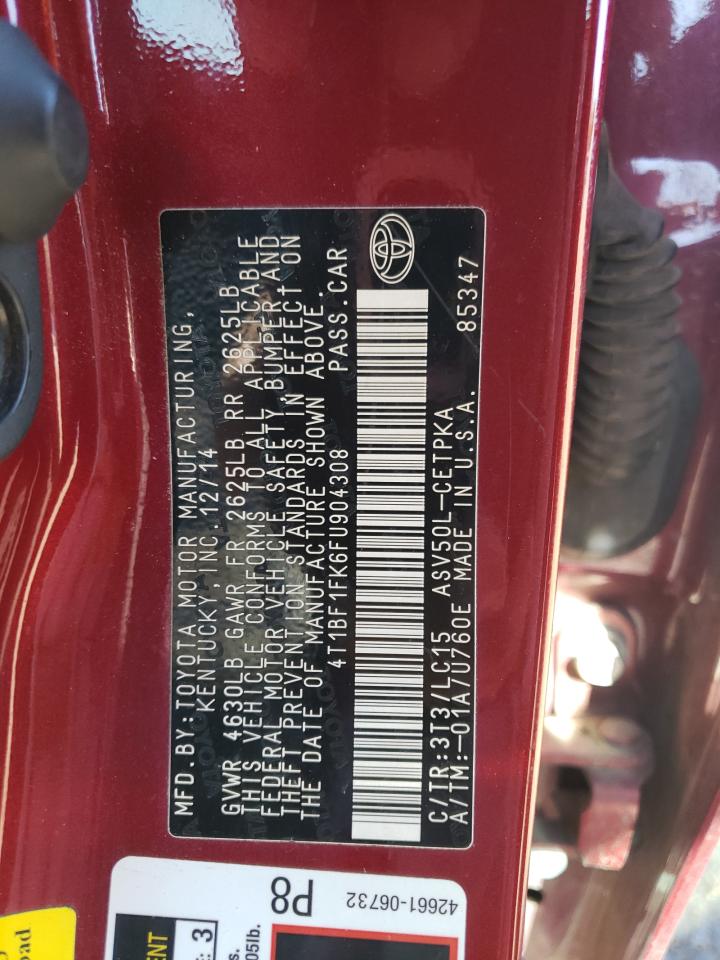 MFD.BY:TOYOTA MOTOR MANUFACTURING,
KENTUCKY, INC. 12/14
GVWR 4630LB GAWR FR 2625LB RR 2625LB
THIS VEHICLE CONFORMS TO ALL APPLICABLE
FEDERAL MOTOR VEHICLE SAFETY, BUMPER AND
THEFT PREVENTION STANDARDS IN EFFECT ON
THE DATE OF MANUFACTURE SHOWN ABOVE.
4T1BF1FK6FU904308 PASS.CAR
C/TR:3T3/LC15 ASV50L-CETPKA 85347
A/TM:-01A/U760E MADE IN U.S.A.
P8
42661-06732
3
05lb.